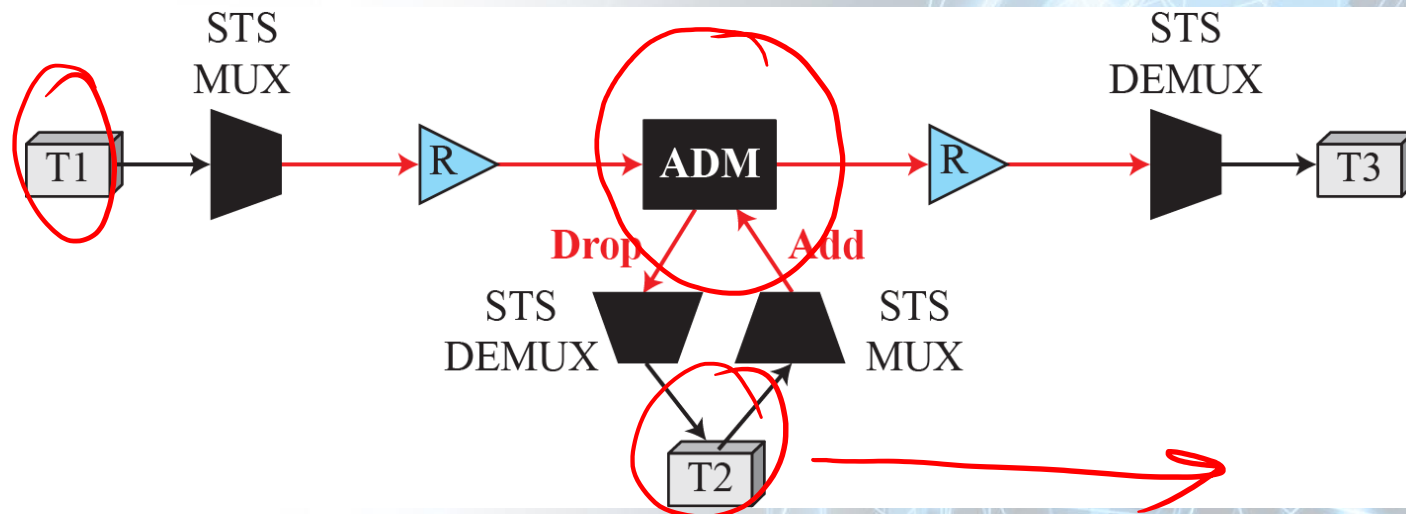 STS
MUX
STS
DEMUX
T1
R
ADM
R
T3
Drop
Add
STS
DEMUX
STS
MUX
T2